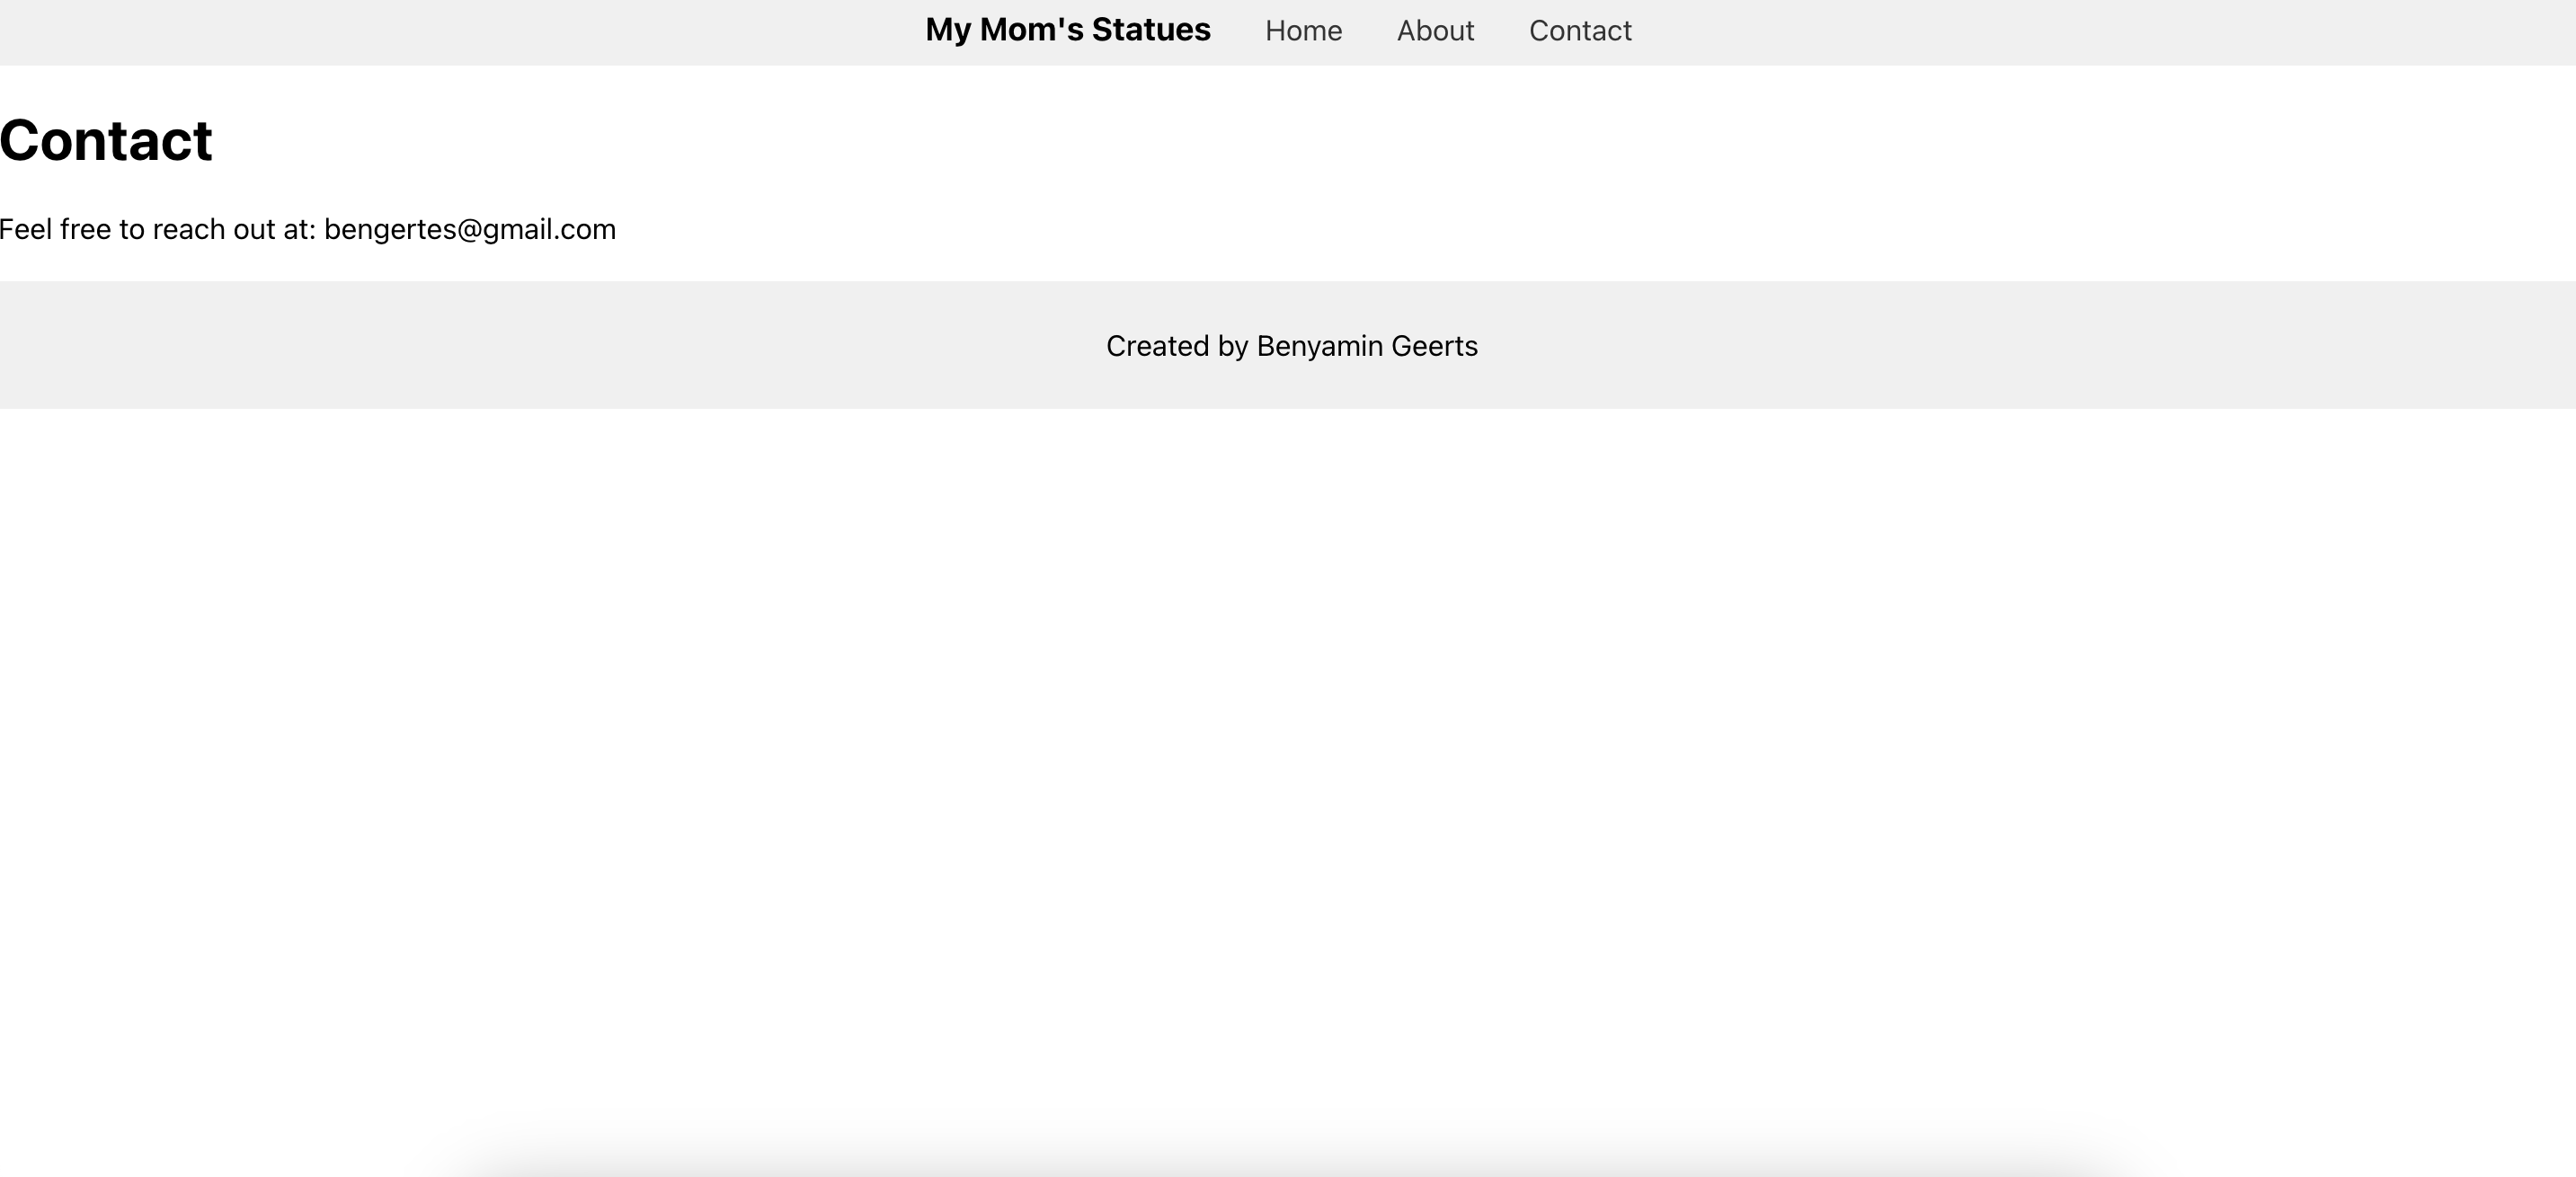 My Mom's Statues Home About Contact
Contact
Feel free to reach out at: bengertes@gmail.com
Created by Benyamin Geerts